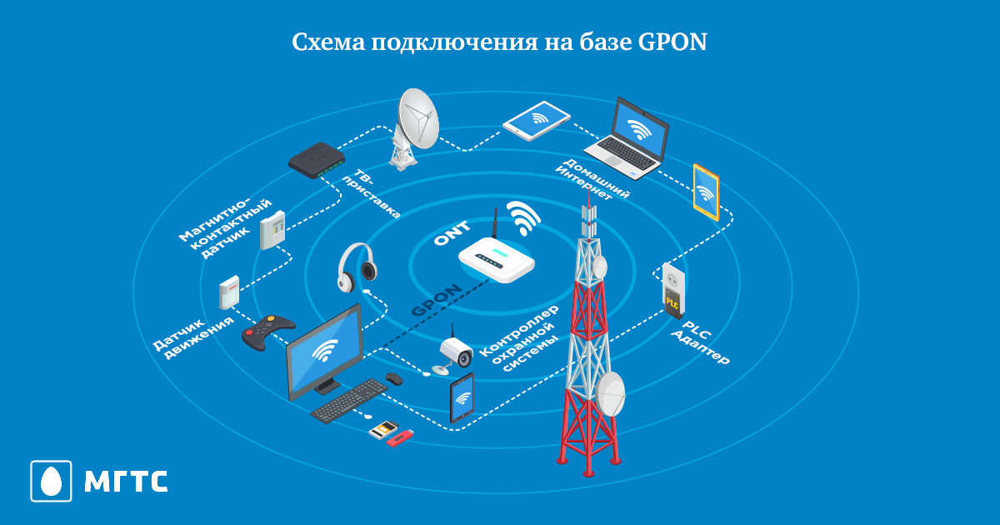 Схема подключения на базе GPON
ТВ-
приставка
Домашний
Интернет
Магнитно-
контактный
датчик
ONT
GPON
Датчик
движения
Контроллер
охранной
системы
PLC
PLC
Адаптер
МГТС